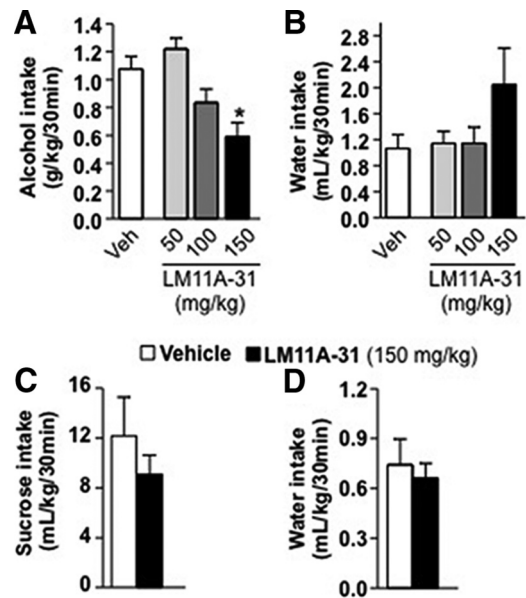 A
Alcohol intake
(g/kg/30min)
1.4
1.2
1.0
0.8
0.6
0.4
0.2
0.0
*
Veh
50
100
150
LM11A-31
(mg/kg)
B
Water intake
(mL/kg/30min)
2.8
2.4
2.0
1.6
1.2
0.8
0.4
0.0
Veh
50
100
150
LM11A-31
(mg/kg)
Vehicle LM11A-31 (150 mg/kg)
C
Sucrose intake
(mL/kg/30min)
16
12
8
4
0
D
Water intake
(mL/kg/30min)
1.2
0.9
0.6
0.3
0.0